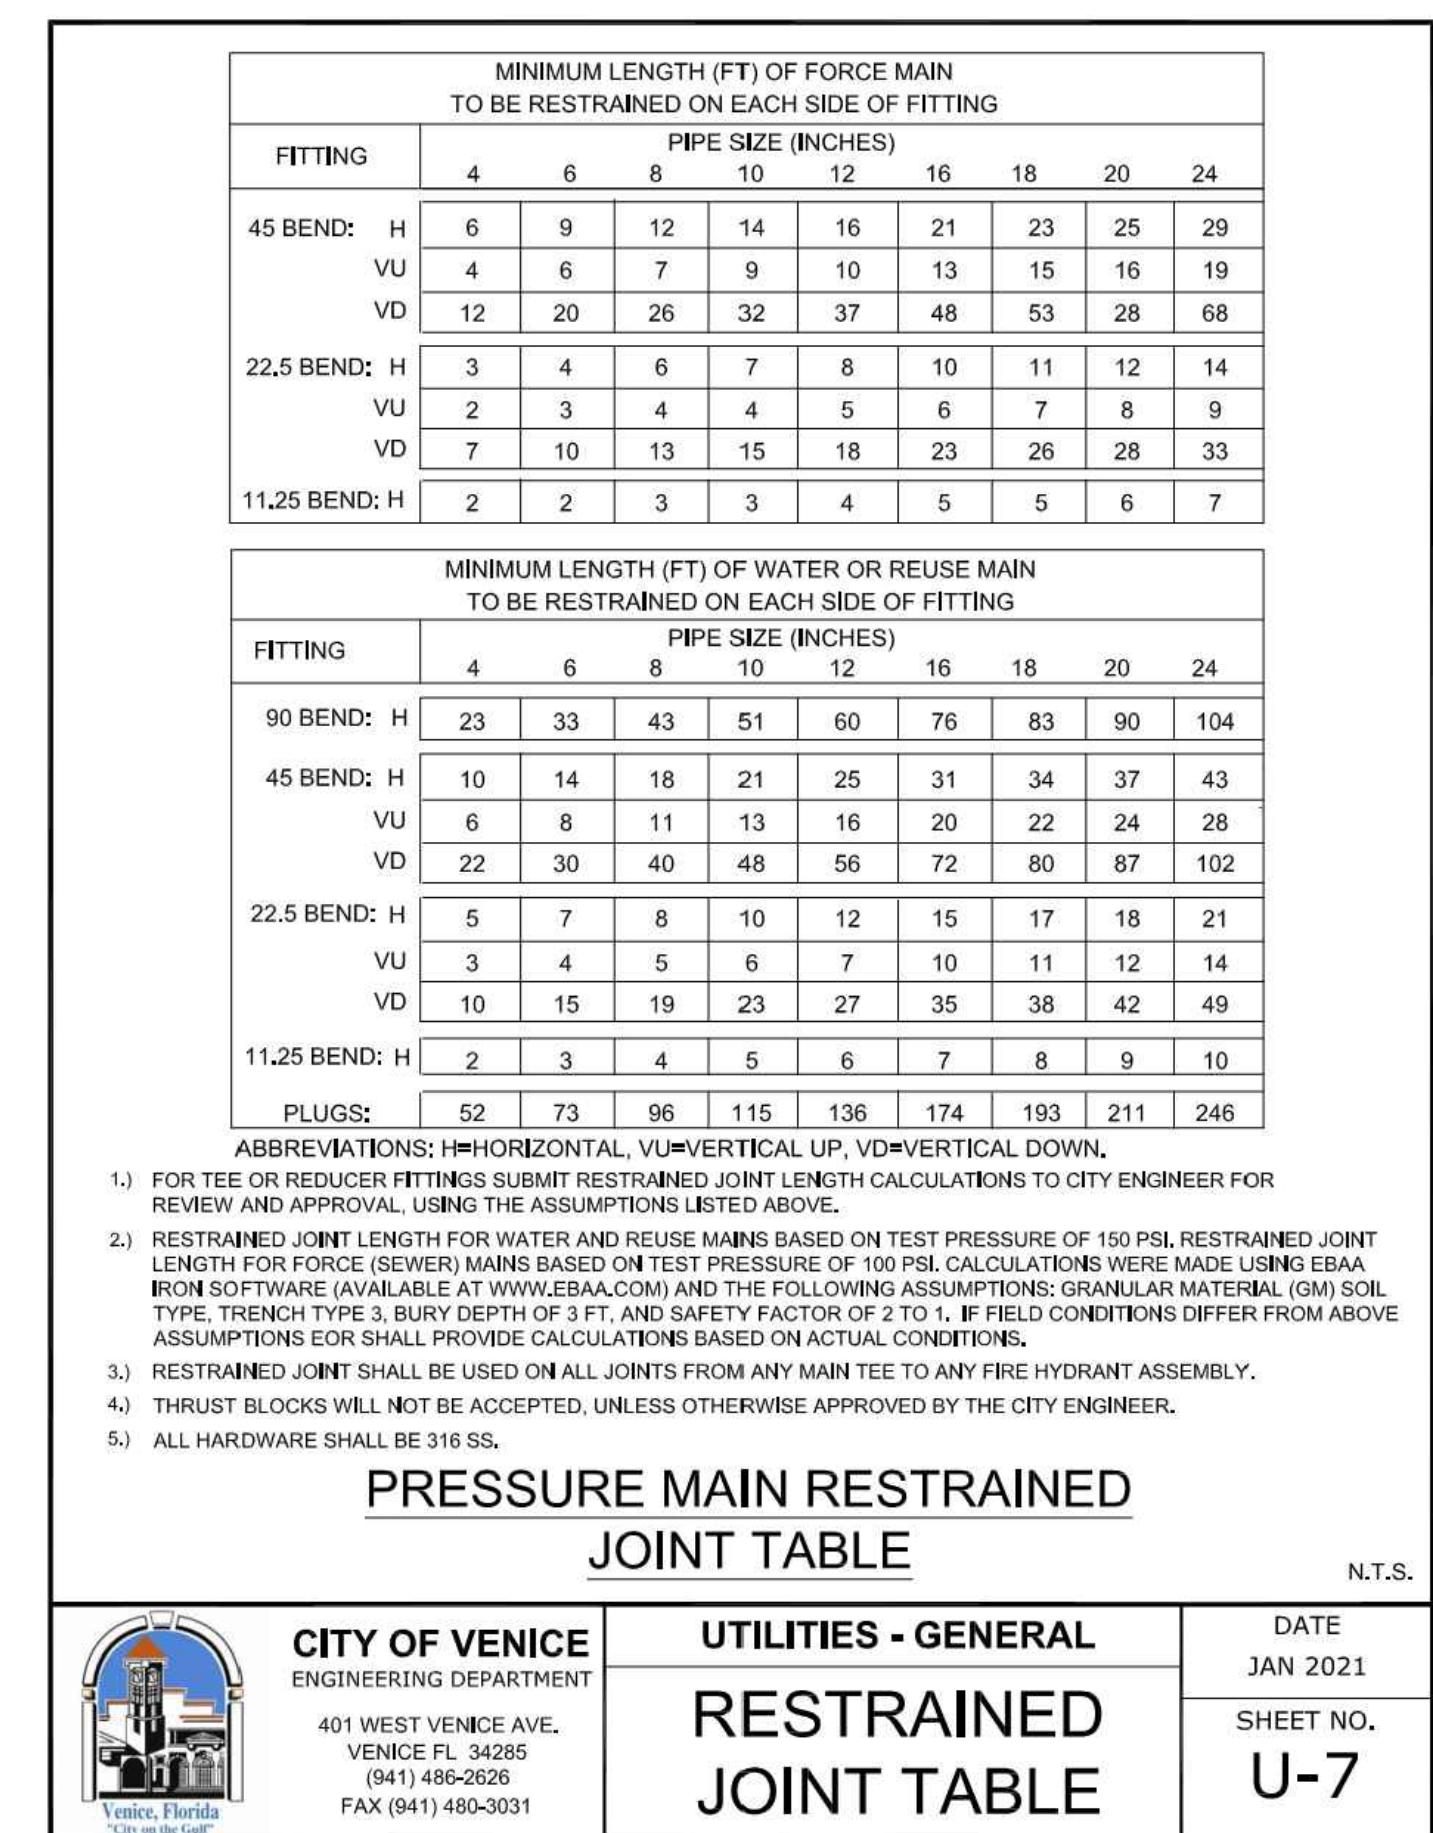 MINIMUM LENGTH (FT) OF FORCE MAIN
TO BE RESTRAINED ON EACH SIDE OF FITTING
FITTING
PIPE SIZE (INCHES)
4 6 8 10 12 16 18 20 24
45 BEND: H 6 9 12 14 16 21 23 25 29
VU 4 6 7 9 10 13 15 16 19
VD 12 20 26 32 37 48 53 28 68
22.5 BEND: H 3 4 6 7 8 10 11 12 14
VU 2 3 4 4 5 6 7 8 9
VD 7 10 13 15 18 23 26 28 33
11.25 BEND: H 2 2 3 3 4 5 5 6 7
MINIMUM LENGTH (FT) OF WATER OR REUSE MAIN
TO BE RESTRAINED ON EACH SIDE OF FITTING
FITTING
PIPE SIZE (INCHES)
4 6 8 10 12 16 18 20 24
90 BEND: H 23 33 43 51 60 76 83 90 104
45 BEND: H 10 14 18 21 25 31 34 37 43
VU 6 8 11 13 16 20 22 24 28
VD 22 30 40 48 56 72 80 87 102
22.5 BEND: H 5 7 8 10 12 15 17 18 21
VU 3 4 5 6 7 10 11 12 14
VD 10 15 19 23 27 35 38 42 49
11.25 BEND: H 2 3 4 5 6 7 8 9 10
PLUGS: 52 73 96 115 136 174 193 211 246
ABBREVIATIONS: H=HORIZONTAL, VU=VERTICAL UP, VD=VERTICAL DOWN.
1.) FOR TEE OR REDUCER FITTINGS SUBMIT RESTRAINED JOINT LENGTH CALCULATIONS TO CITY ENGINEER FOR
REVIEW AND APPROVAL, USING THE ASSUMPTIONS LISTED ABOVE.
2.) RESTRAINED JOINT LENGTH FOR WATER AND REUSE MAINS BASED ON TEST PRESSURE OF 150 PSI. RESTRAINED JOINT
LENGTH FOR FORCE (SEWER) MAINS BASED ON TEST PRESSURE OF 100 PSI. CALCULATIONS WERE MADE USING EBAA
IRON SOFTWARE (AVAILABLE AT WWW.EBAA.COM) AND THE FOLLOWING ASSUMPTIONS: GRANULAR MATERIAL (GM) SOIL
TYPE, TRENCH TYPE 3, BURY DEPTH OF 3 FT, AND SAFETY FACTOR OF 2 TO 1. IF FIELD CONDITIONS DIFFER FROM ABOVE
ASSUMPTIONS EOR SHALL PROVIDE CALCULATIONS BASED ON ACTUAL CONDITIONS.
3.) RESTRAINED JOINT SHALL BE USED ON ALL JOINTS FROM ANY MAIN TEE TO ANY FIRE HYDRANT ASSEMBLY.
4.) THRUST BLOCKS WILL NOT BE ACCEPTED, UNLESS OTHERWISE APPROVED BY THE CITY ENGINEER.
5.) ALL HARDWARE SHALL BE 316 SS.
PRESSURE MAIN RESTRAINED
JOINT TABLE
N.T.S.
Venice, Florida
"City on the Gulf"
CITY OF VENICE
ENGINEERING DEPARTMENT
401 WEST VENICE AVE.
VENICE FL 34285
(941) 486-2626
FAX (941) 480-3031
UTILITIES - GENERAL
RESTRAINED
JOINT TABLE
DATE
JAN 2021
SHEET NO.
U-7